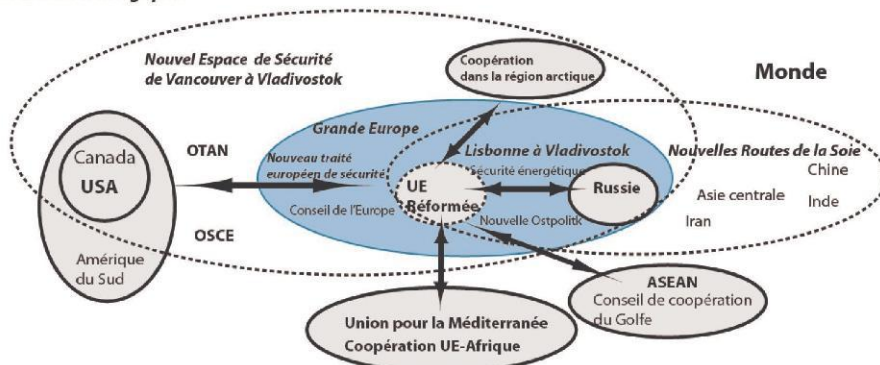 Nouvel Espace de Sécurité
de Vancouver à Vladivostok
Coopération
dans la région arctique
Monde
Grande Europe
Canada
USA
OTAN
Nouveau traité
européen de sécurité
Lisbonne à Vladivostok
Sécurité énergétique
Nouvelles Routes de la Soie
Chine
UE
Réformée
Russie
Asie centrale
Inde
Conseil de l'Europe
Nouvelle Ostpolitk
Iran
OSCE
Amérique
du Sud
ASEAN
Conseil de coopération
du Golfe
Union pour la Méditerranée
Coopération UE-Afrique